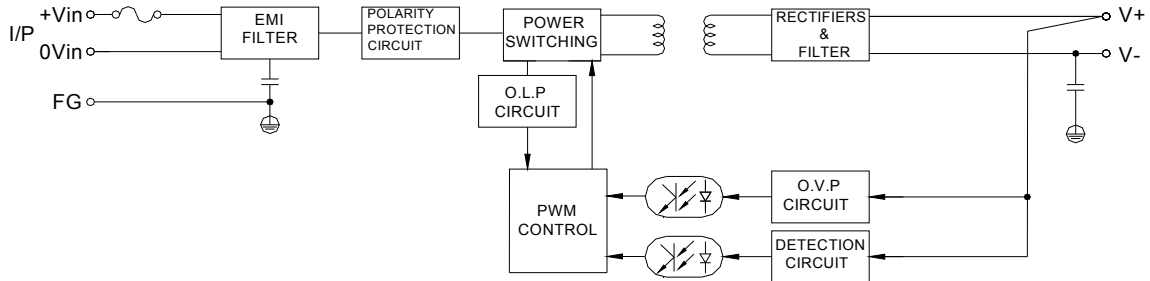 +Vin
I/P
0Vin
FG
EMI
FILTER
POLARITY
PROTECTION
CIRCUIT
POWER
SWITCHING
RECTIFIERS
&
FILTER
V+
V-
O.L.P
CIRCUIT
PWM
CONTROL
O.V.P
CIRCUIT
DETECTION
CIRCUIT